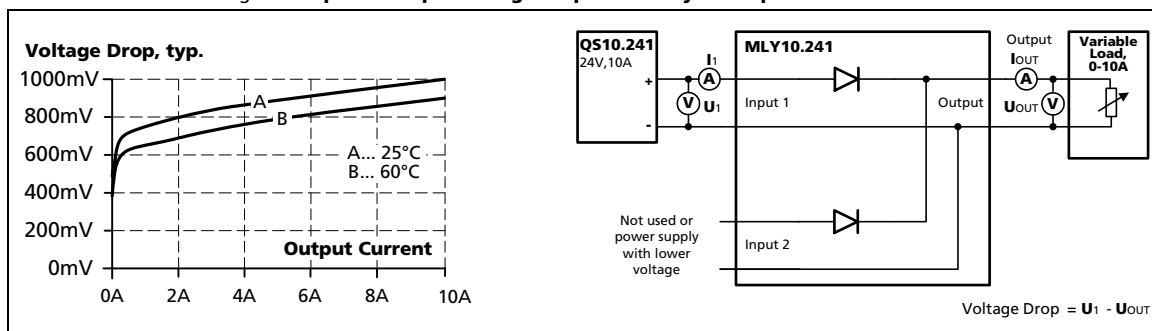 Voltage Drop, typ.
1000mV
800mV
600mV
400mV
200mV
0mV
A
B
A... 25°C
B... 60°C
Output Current
0A 2A 4A 6A 8A 10A
QS10.241
24V,10A
+
-
I1
A
V U1
MLY10.241
Input 1
Output
Input 2
Not used or
power supply
with lower
voltage
Output
IOUT
A
UOUT V
Variable
Load,
0-10A
Voltage Drop = U1 - UOUT